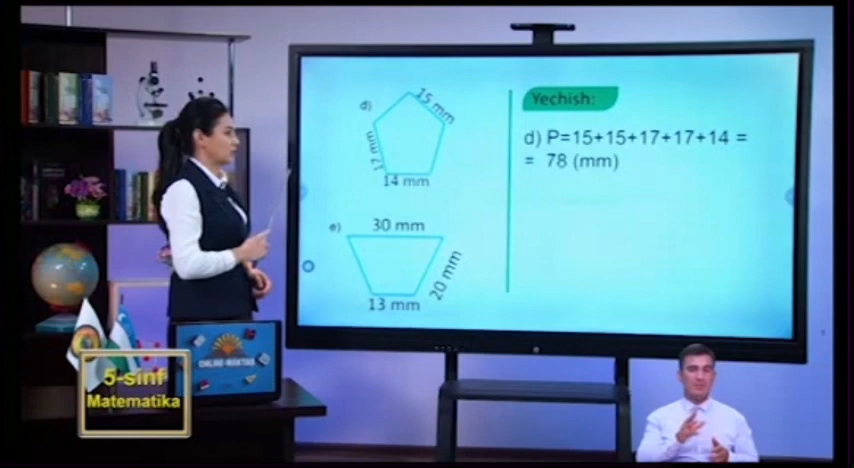 d)
15 mm
17 mm
14 mm
e)
30 mm
20 mm
13 mm
Yechish:
d) P=15+15+17+17+14 =
= 78 (mm)
ONLINE-MAKTAB
5-sinf
Matematika